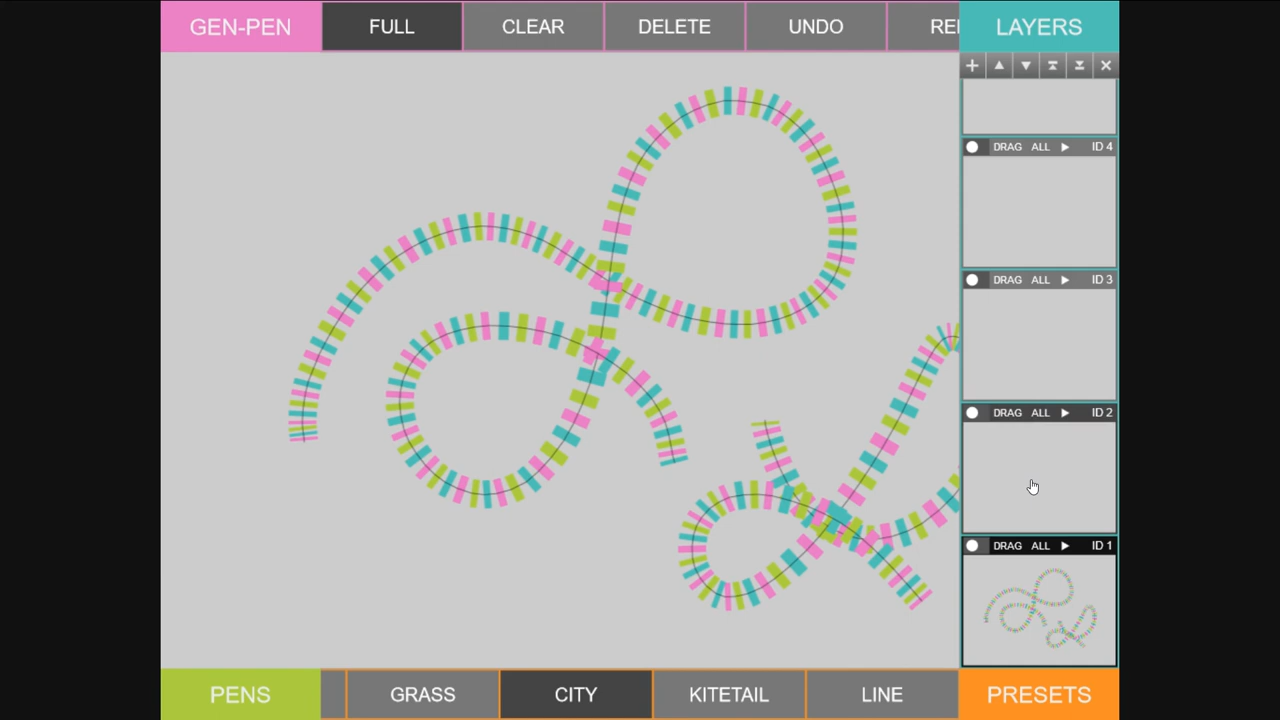 GEN-PEN FULL CLEAR DELETE UNDO LAYERS
DRAG ALL ID 4
DRAG ALL ID 3
DRAG ALL ID 2
DRAG ALL ID 1
PENS GRASS CITY KITETAIL LINE PRESETS